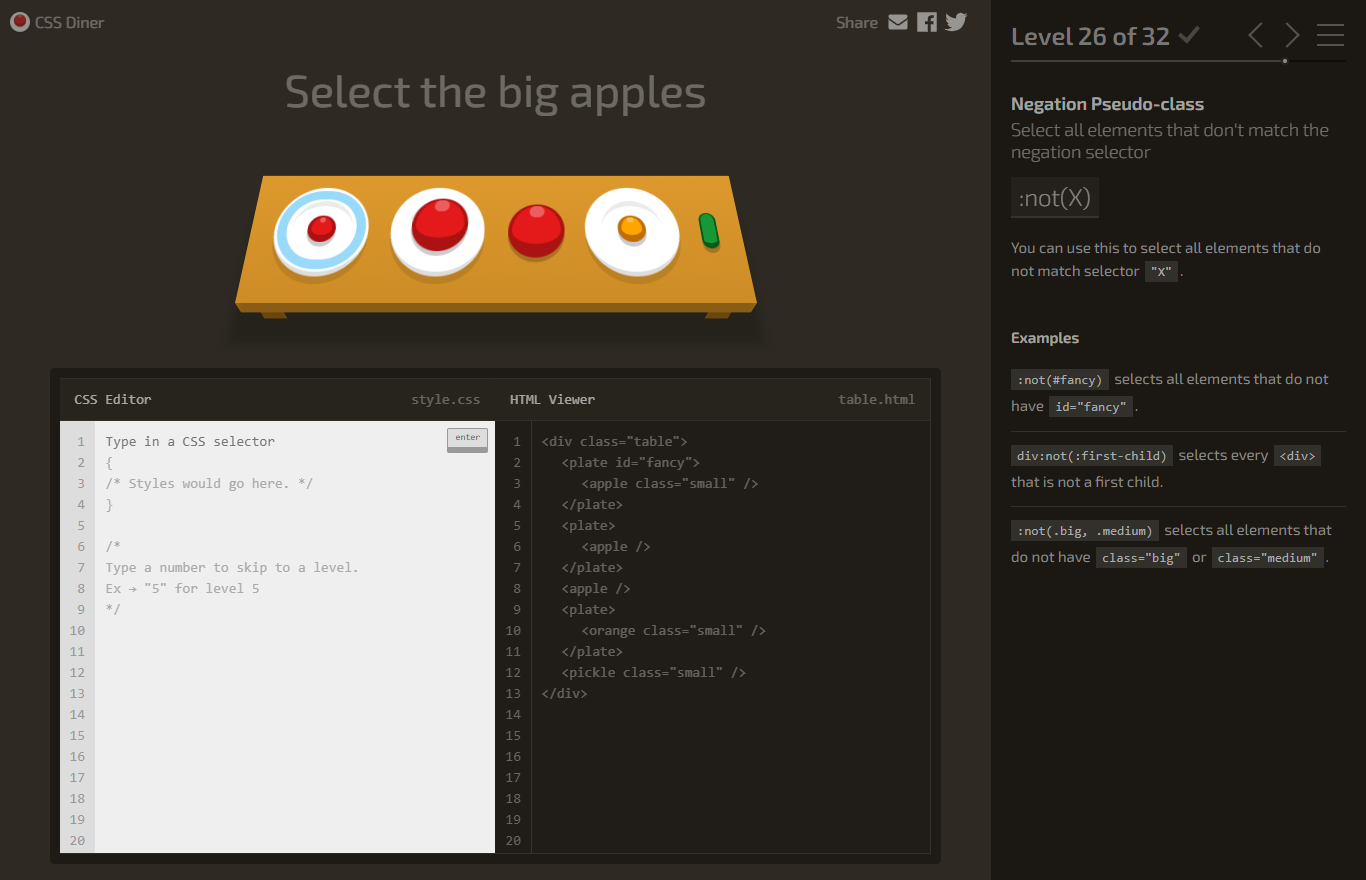 CSS Diner
Share
Select the big apples
CSS Editor style.css
1 Type in a CSS selector enter
2 {
3 /* Styles would go here. */
4 }
5
6 /*
7 Type a number to skip to a level.
8 Ex → "5" for level 5
9 */
10
11
12
13
14
15
16
17
18
19
20
HTML Viewer table.html
1 <div class="table">
2 <plate id="fancy">
3 <apple class="small" />
4 </plate>
5 <plate>
6 <apple />
7 </plate>
8 <apple />
9 <plate>
10 <orange class="small" />
11 </plate>
12 <pickle class="small" />
13 </div>
14
15
16
17
18
19
20
Level 26 of 32
Negation Pseudo-class
Select all elements that don't match the
negation selector
:not(X)
You can use this to select all elements that do
not match selector "X" .
Examples
:not(#fancy) selects all elements that do not
have id="fancy" .
div:not(:first-child) selects every <div>
that is not a first child.
:not(.big, .medium) selects all elements that
do not have class="big" or class="medium" .